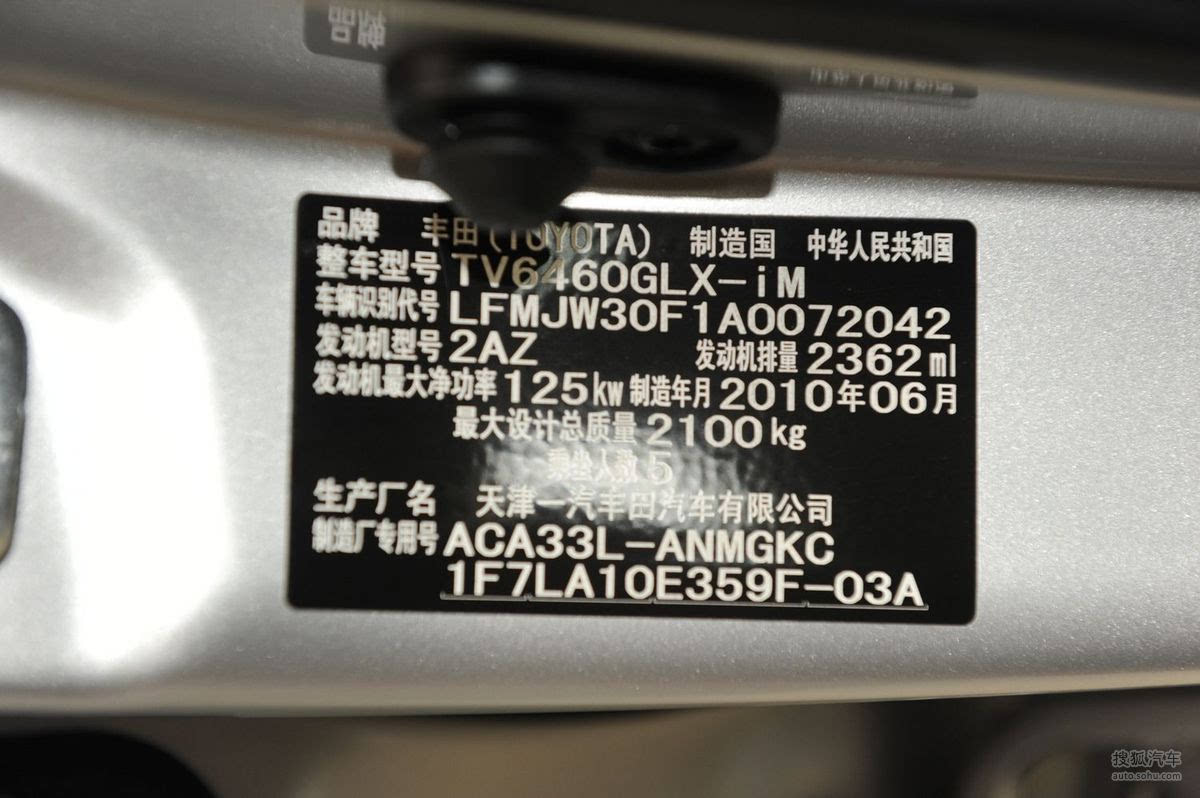 品牌
品牌 丰田(TOYOTA) 制造国 中华人民共和国
整车型号 TV6460GLX-iM
车辆识别代号 LFMJW30F1A0072042
发动机型号 2AZ 发动机排量 2362ml
发动机最大净功率 125kw 制造年月 2010年06月
最大设计总质量 2100kg
乘坐人数 5
生产厂名 天津一汽丰田汽车有限公司
制造厂专用号 ACA33L-ANMGKC
1F7LA10E359F-03A
搜狐汽车
auto.sohu.com